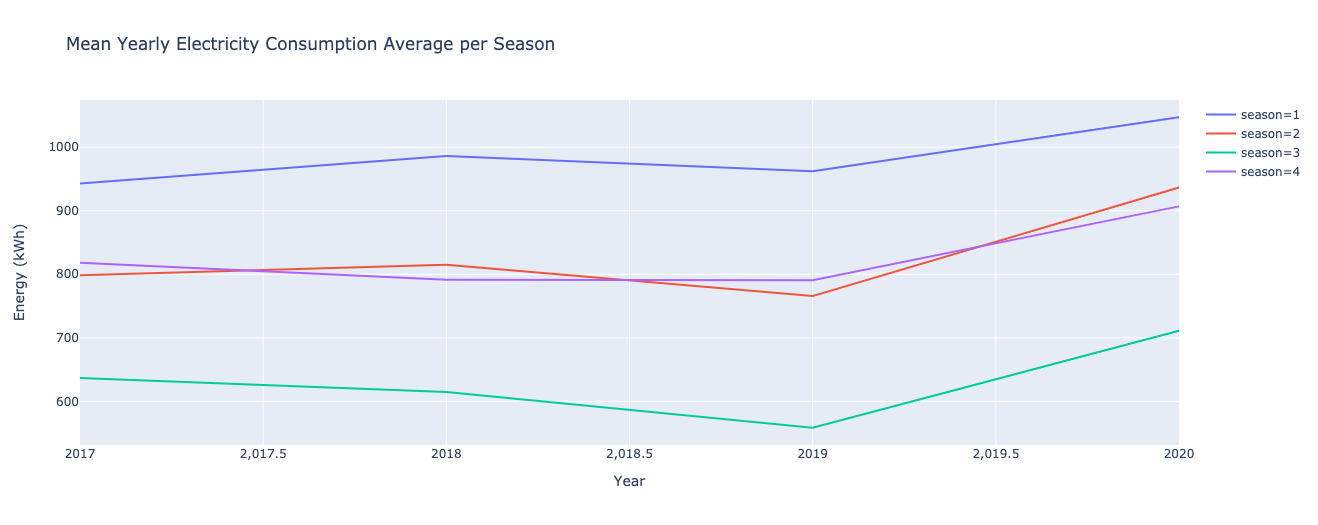 Mean Yearly Electricity Consumption Average per Season
season=1
season=2
season=3
season=4
Energy (kWh)
1000
900
800
700
600
2017
2,017.5
2018
2,018.5
2019
2,019.5
2020
Year